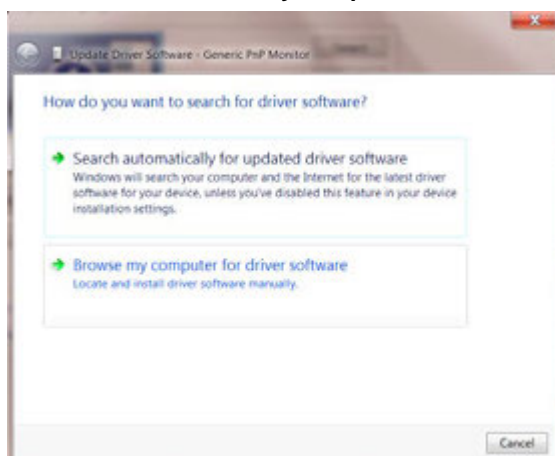 Update Driver Software - Generic PnP Monitor
How do you want to search for driver software?
Search automatically for updated driver software
Windows will search your computer and the Internet for the latest driver
software for your device, unless you've disabled this feature in your device
installation settings.
Browse my computer for driver software
Locate and install driver software manually.
Cancel